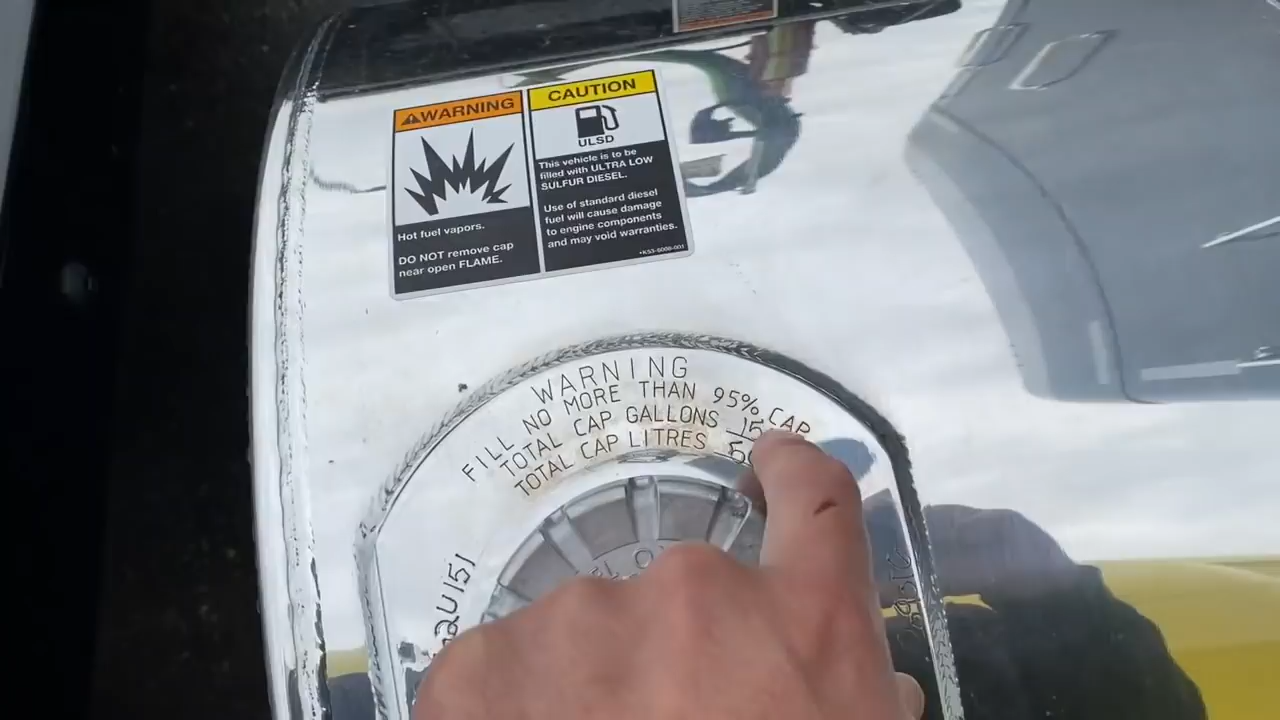 WARNING
Hot fuel vapors.
DO NOT remove cap
near open FLAME.
CAUTION
ULSD
This vehicle is to be
filled with ULTRA LOW
SULFUR DIESEL.
Use of standard diesel
fuel will cause damage
to engine components
and may void warranties.
WARNING
FILL NO MORE THAN 95% CAP
TOTAL CAP GALLONS
TOTAL CAP LITRES